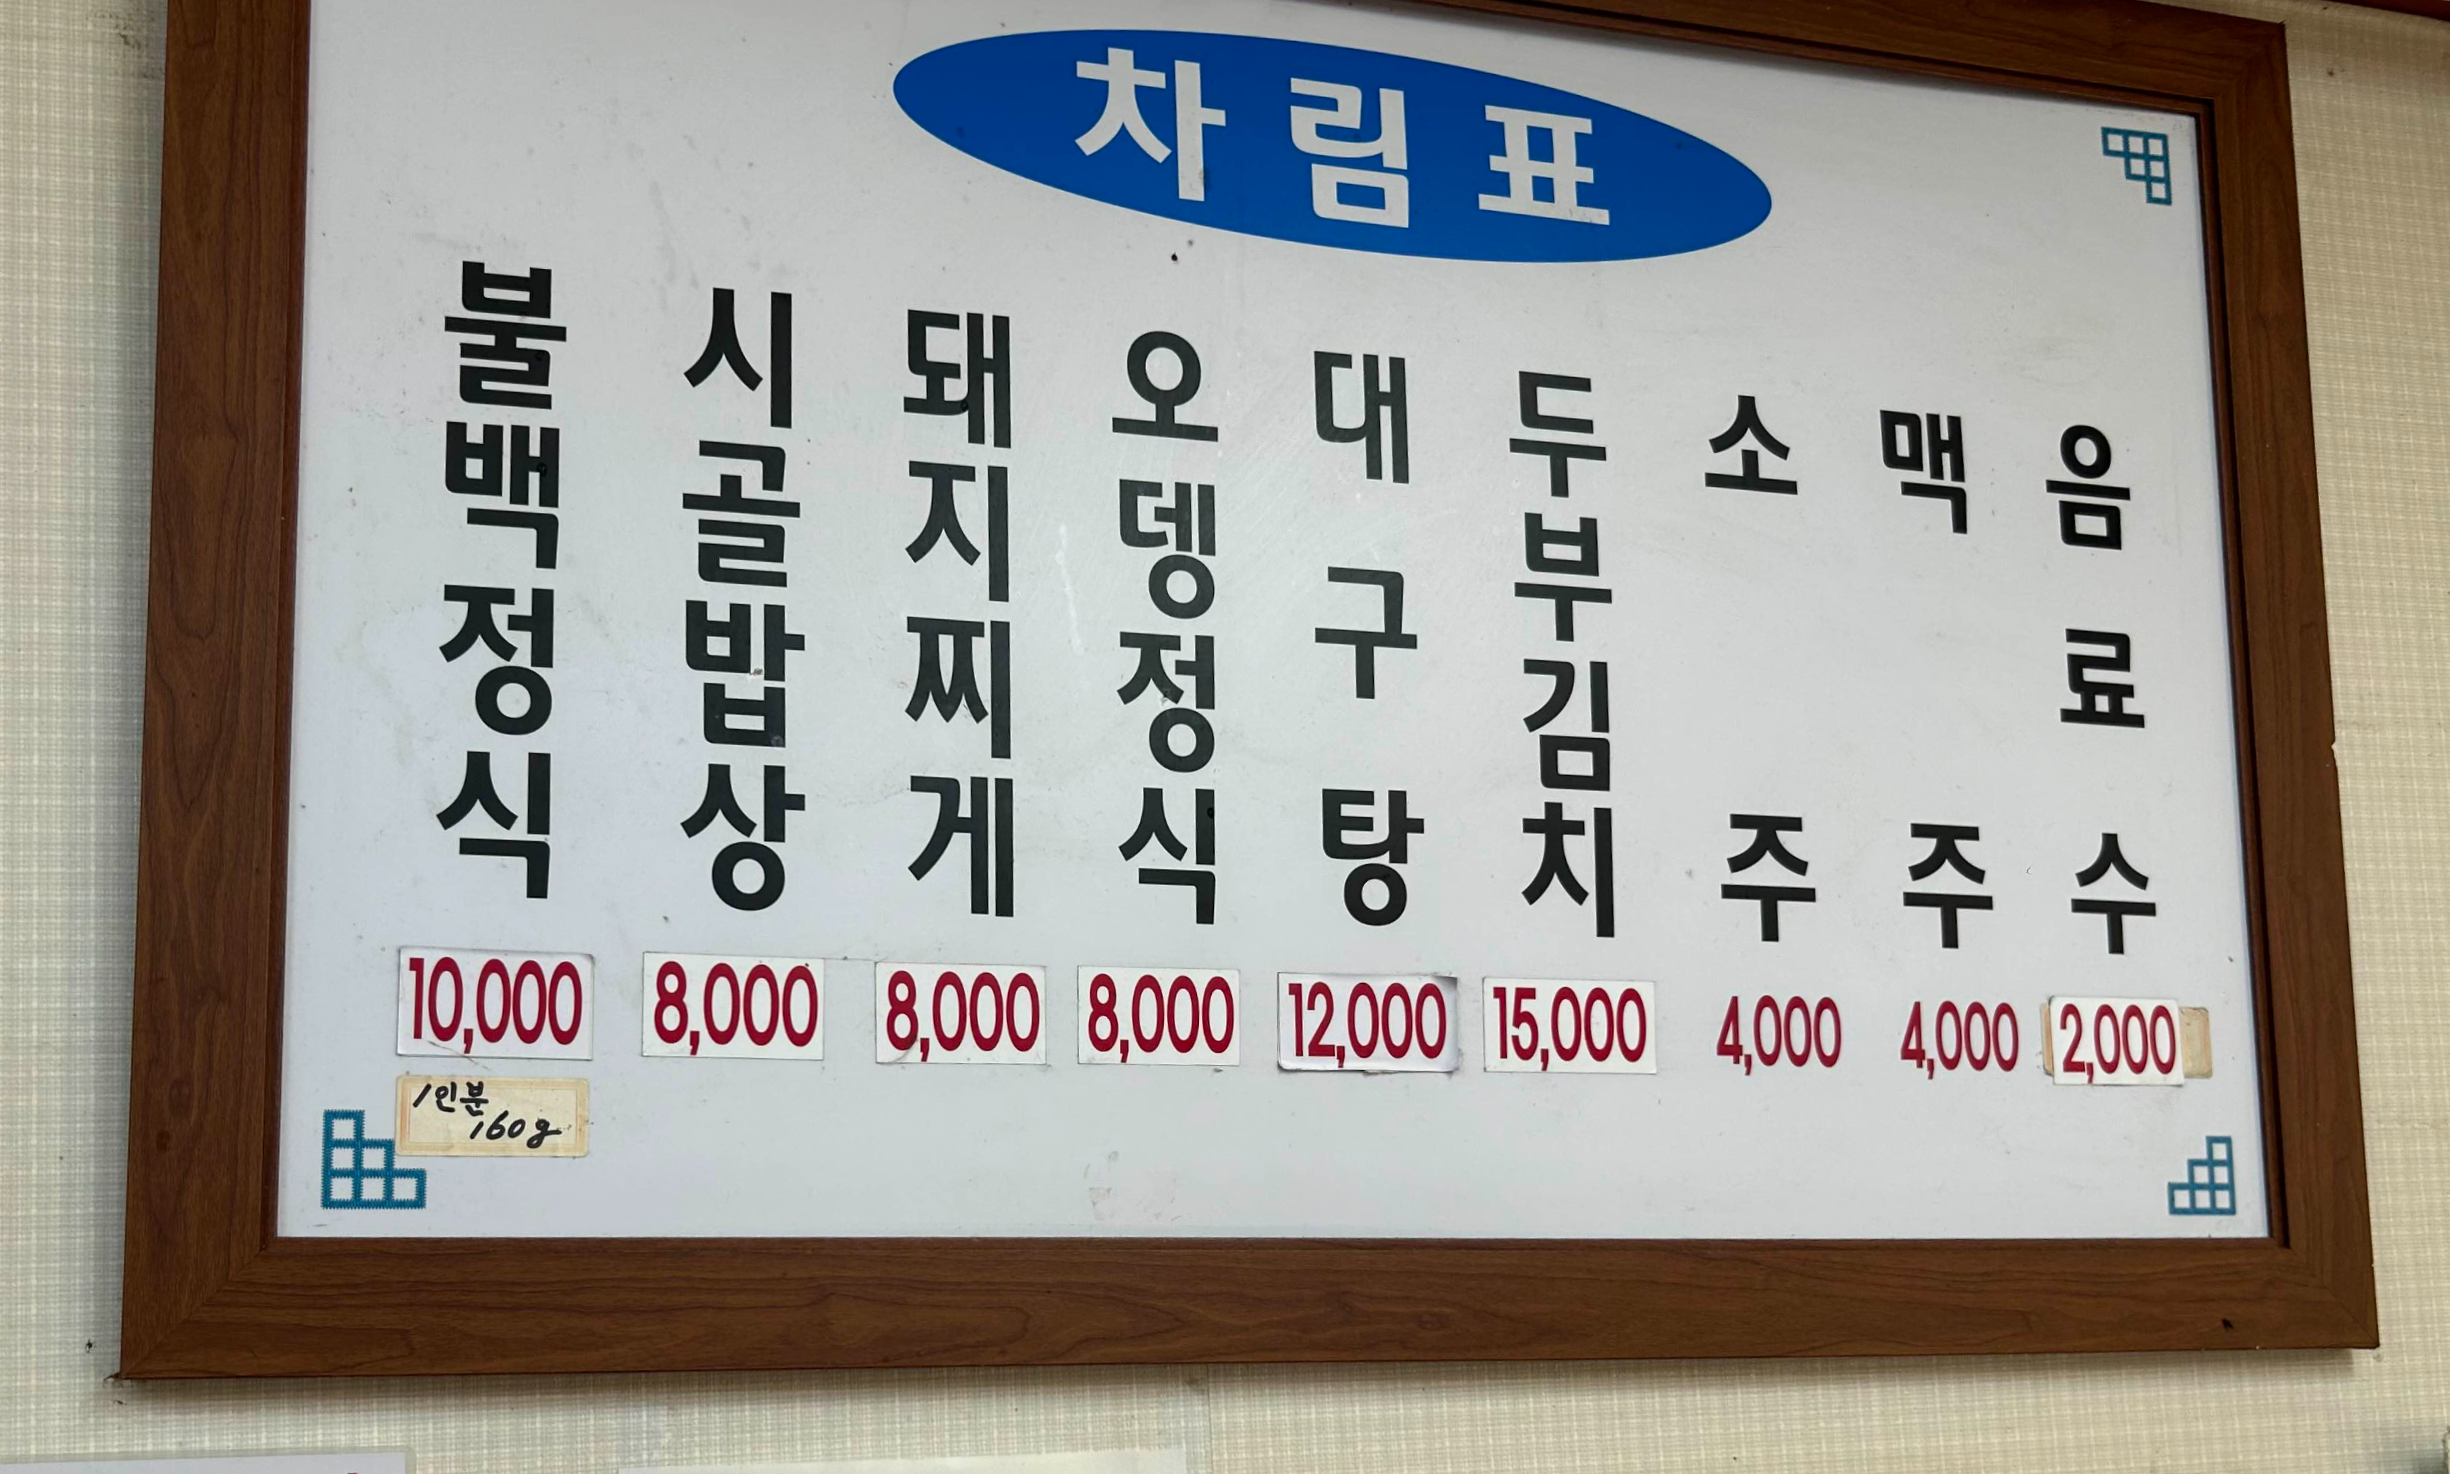 차림표
불백정식
시골밥상
돼지찌게
오뎅정식
대구탕
두부김치
소주
맥주
음료수
10,000
8,000
8,000
8,000
12,000
15,000
4,000
4,000
2,000
1인분
160g